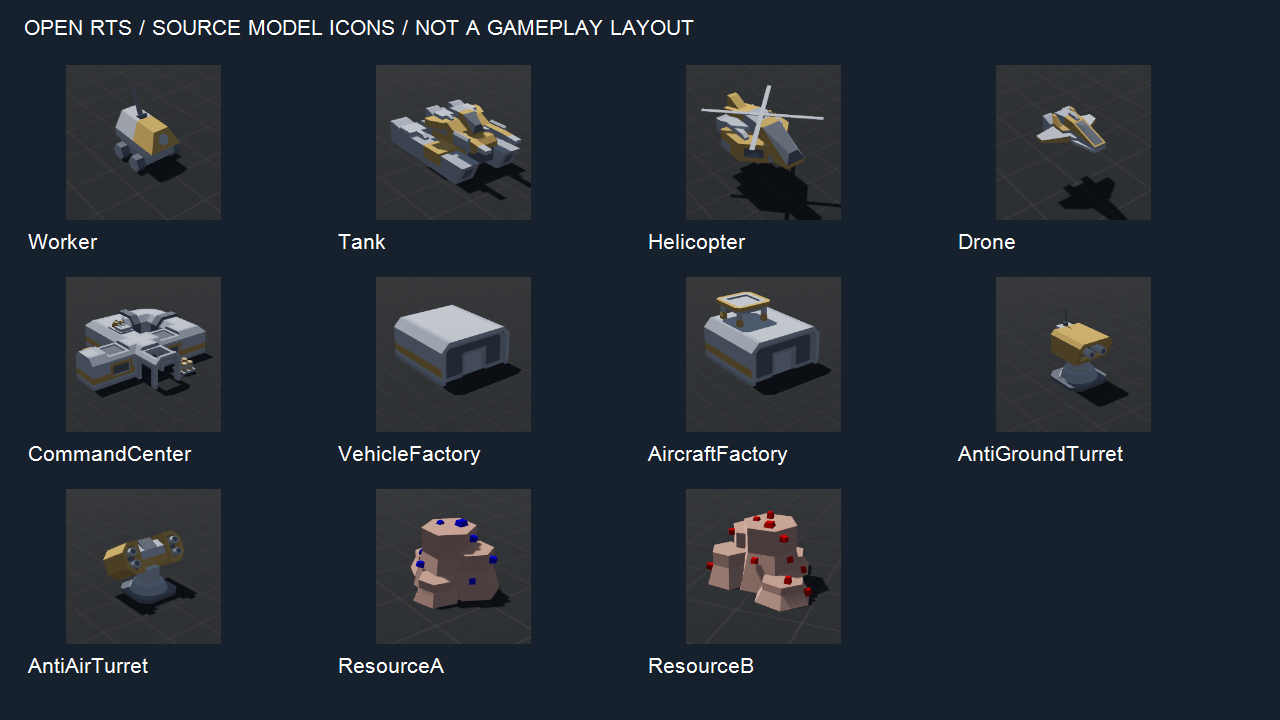 OPEN RTS / SOURCE MODEL ICONS / NOT A GAMEPLAY LAYOUT
Worker
Tank
Helicopter
Drone
CommandCenter
VehicleFactory
AircraftFactory
AntiGroundTurret
AntiAirTurret
ResourceA
ResourceB